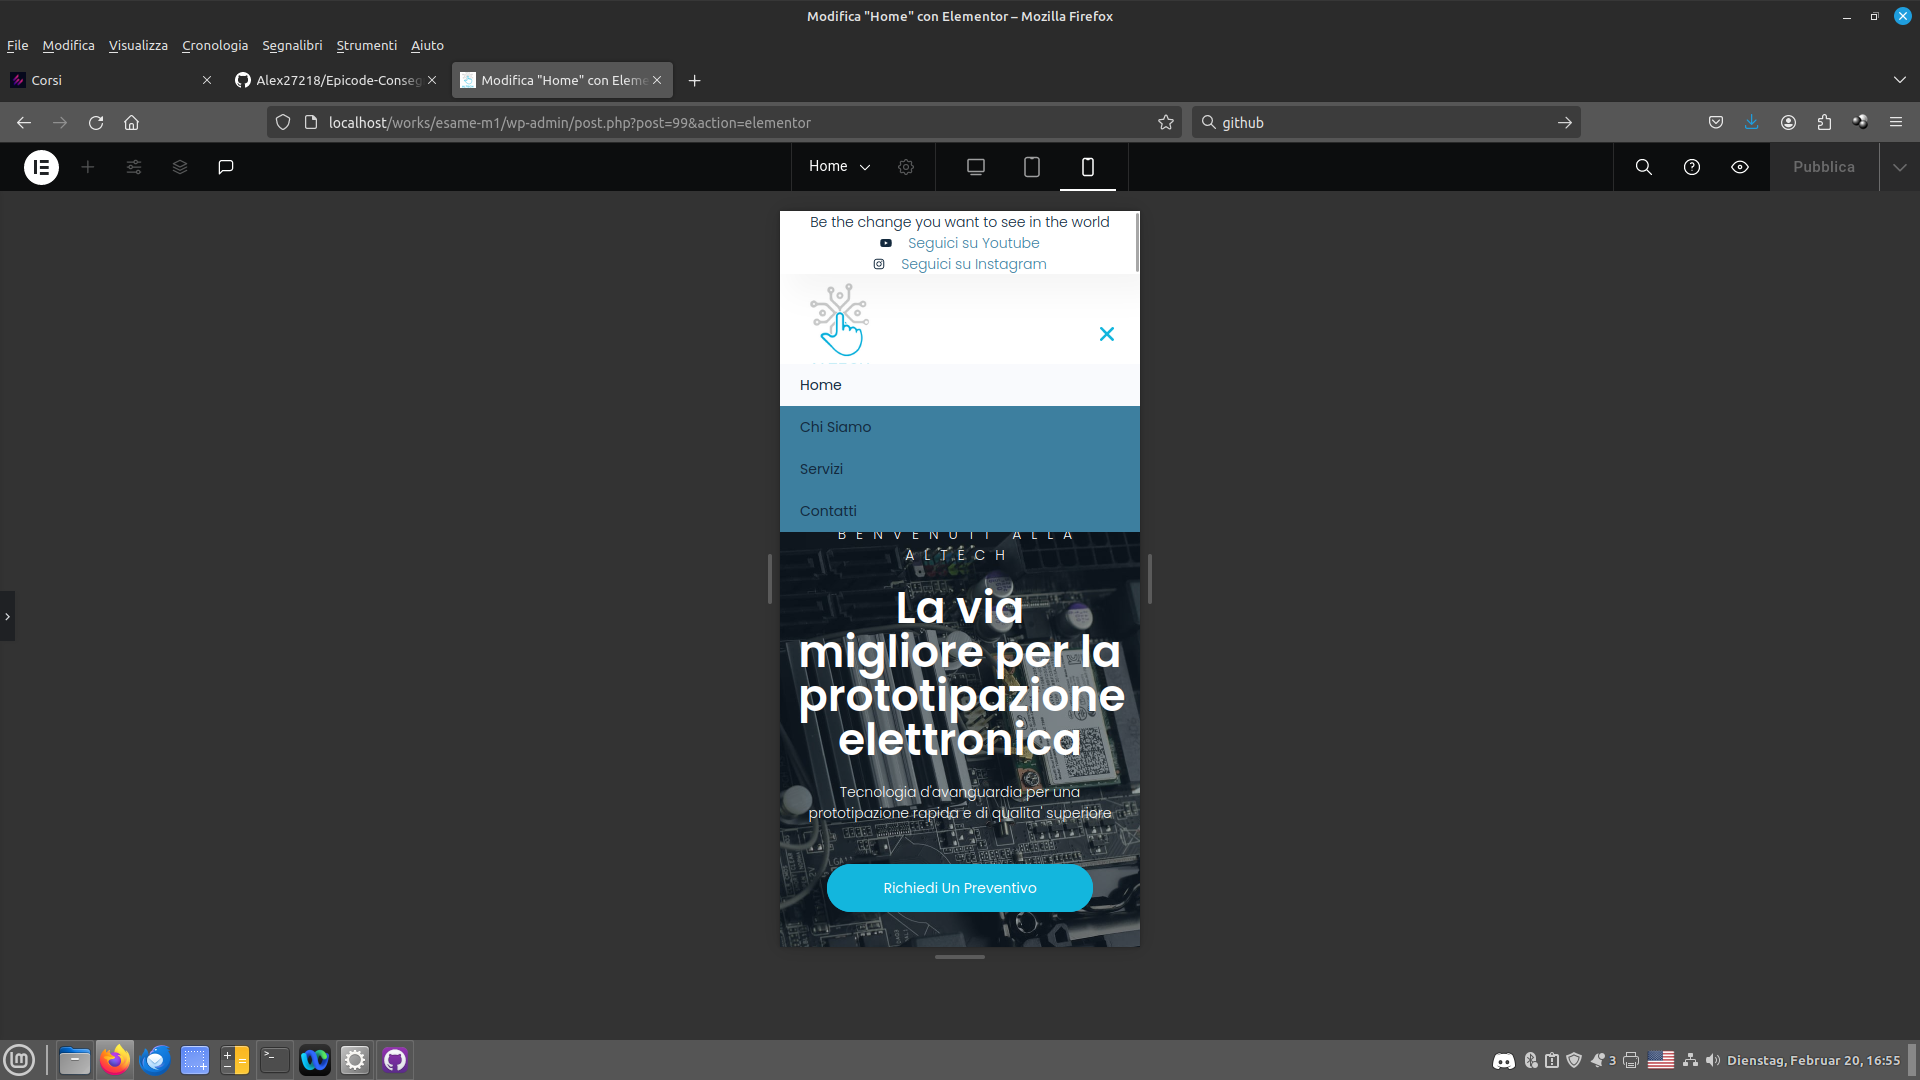 Modifica "Home" con Elementor – Mozilla Firefox
File Modifica Visualizza Cronologia Segnalibri Strumenti Aiuto
Corsi
Alex27218/Epicode-Conseg
Modifica "Home" con Eleme
localhost/works/esame-m1/wp-admin/post.php?post=99&action=elementor
github
Home
Pubblica
Be the change you want to see in the world
Seguici su Youtube
Seguici su Instagram
Home
Chi Siamo
Servizi
Contatti
BENVENUTI ALLA
ALTECH
La via
migliore per la
prototipazione
elettronica
Tecnologia d'avanguardia per una
prototipazione rapida e di qualita' superiore
Richiedi Un Preventivo
3
Dienstag, Februar 20, 16:55